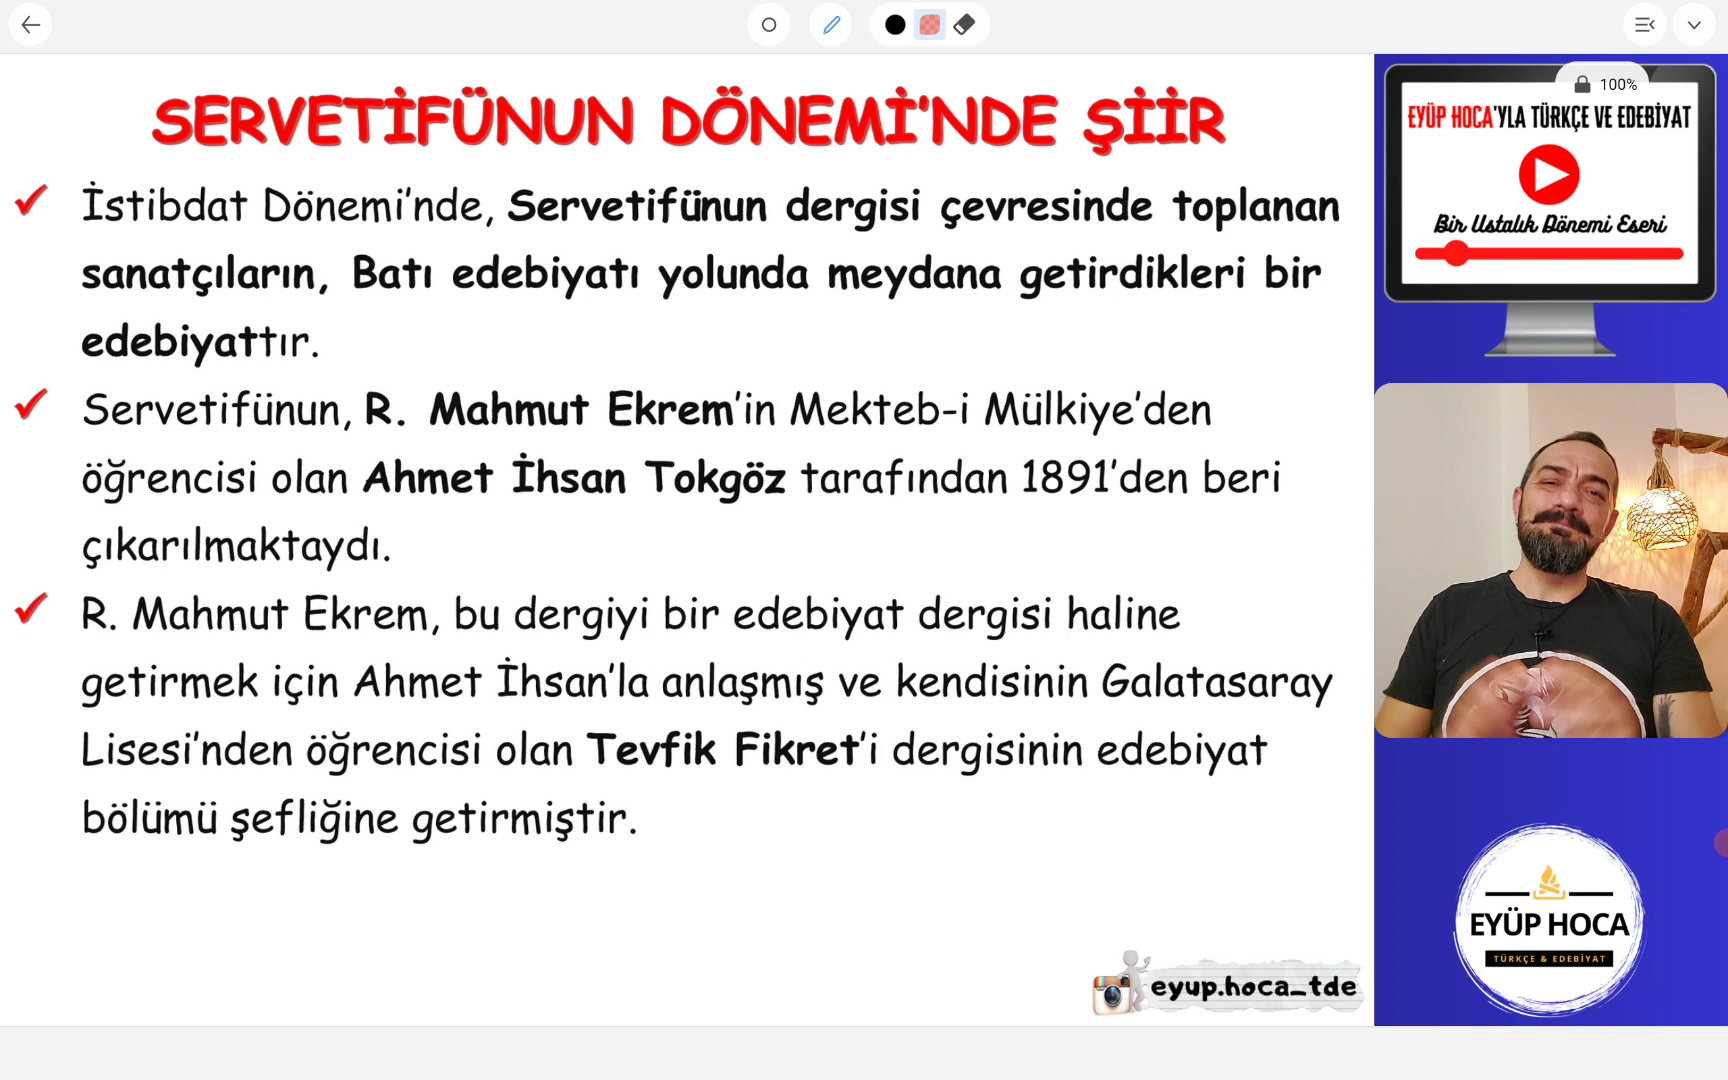 100%
SERVETİFÜNUN DÖNEMİ'NDE ŞİİR
İstibdat Dönemi'nde, Servetifünun dergisi çevresinde toplanan
sanatçıların, Batı edebiyatı yolunda meydana getirdikleri bir
edebiyattır.
Servetifünun, R. Mahmut Ekrem'in Mekteb-i Mülkiye'den
öğrencisi olan Ahmet İhsan Tokgöz tarafından 1891'den beri
çıkarılmaktaydı.
R. Mahmut Ekrem, bu dergiyi bir edebiyat dergisi haline
getirmek için Ahmet İhsan'la anlaşmış ve kendisinin Galatasaray
Lisesi'nden öğrencisi olan Tevfik Fikret'i dergisinin edebiyat
bölümü şefliğine getirmiştir.
eyup.hoca_tde
EYÜP HOCA'YLA TÜRKÇE VE EDEBİYAT
Bir Ustalık Dönemi Eseri
EYÜP HOCA
TÜRKÇE & EDEBİYAT